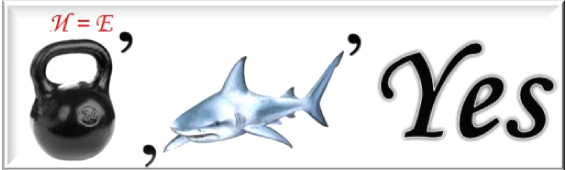 И = Е
,
,
,
Yes